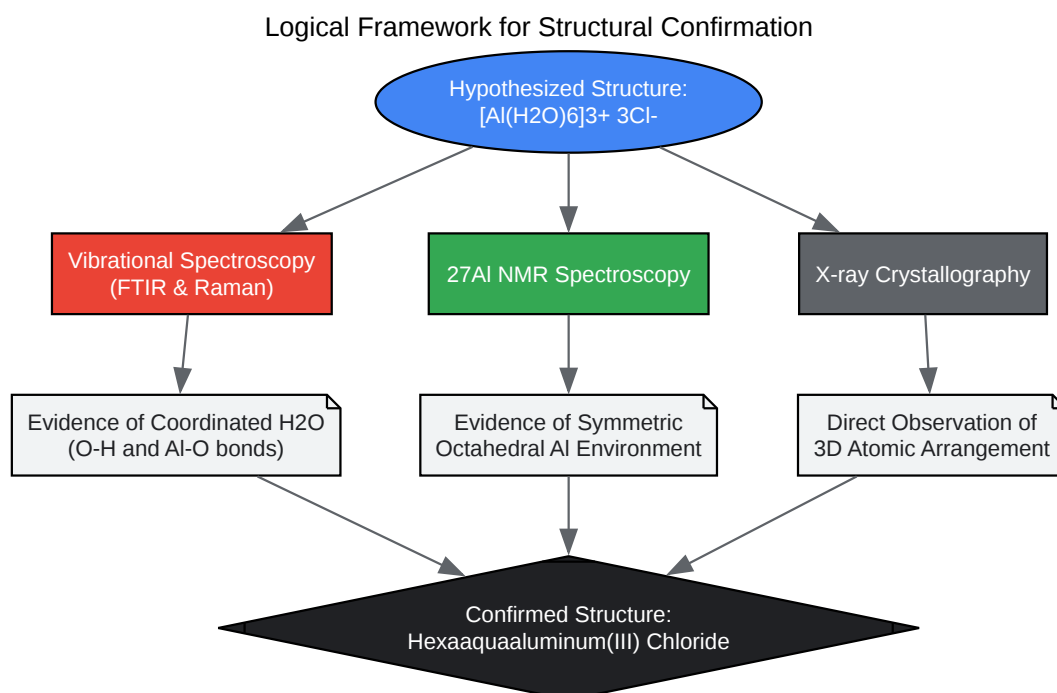 Logical Framework for Structural Confirmation
Hypothesized Structure:
[Al(H2O)6]3+ 3Cl-
Vibrational Spectroscopy
(FTIR & Raman)
27Al NMR Spectroscopy
X-ray Crystallography
Evidence of Coordinated H2O
(O-H and Al-O bonds)
Evidence of Symmetric
Octahedral Al Environment
Direct Observation of
3D Atomic Arrangement
Confirmed Structure:
Hexaaquaaluminum(III) Chloride